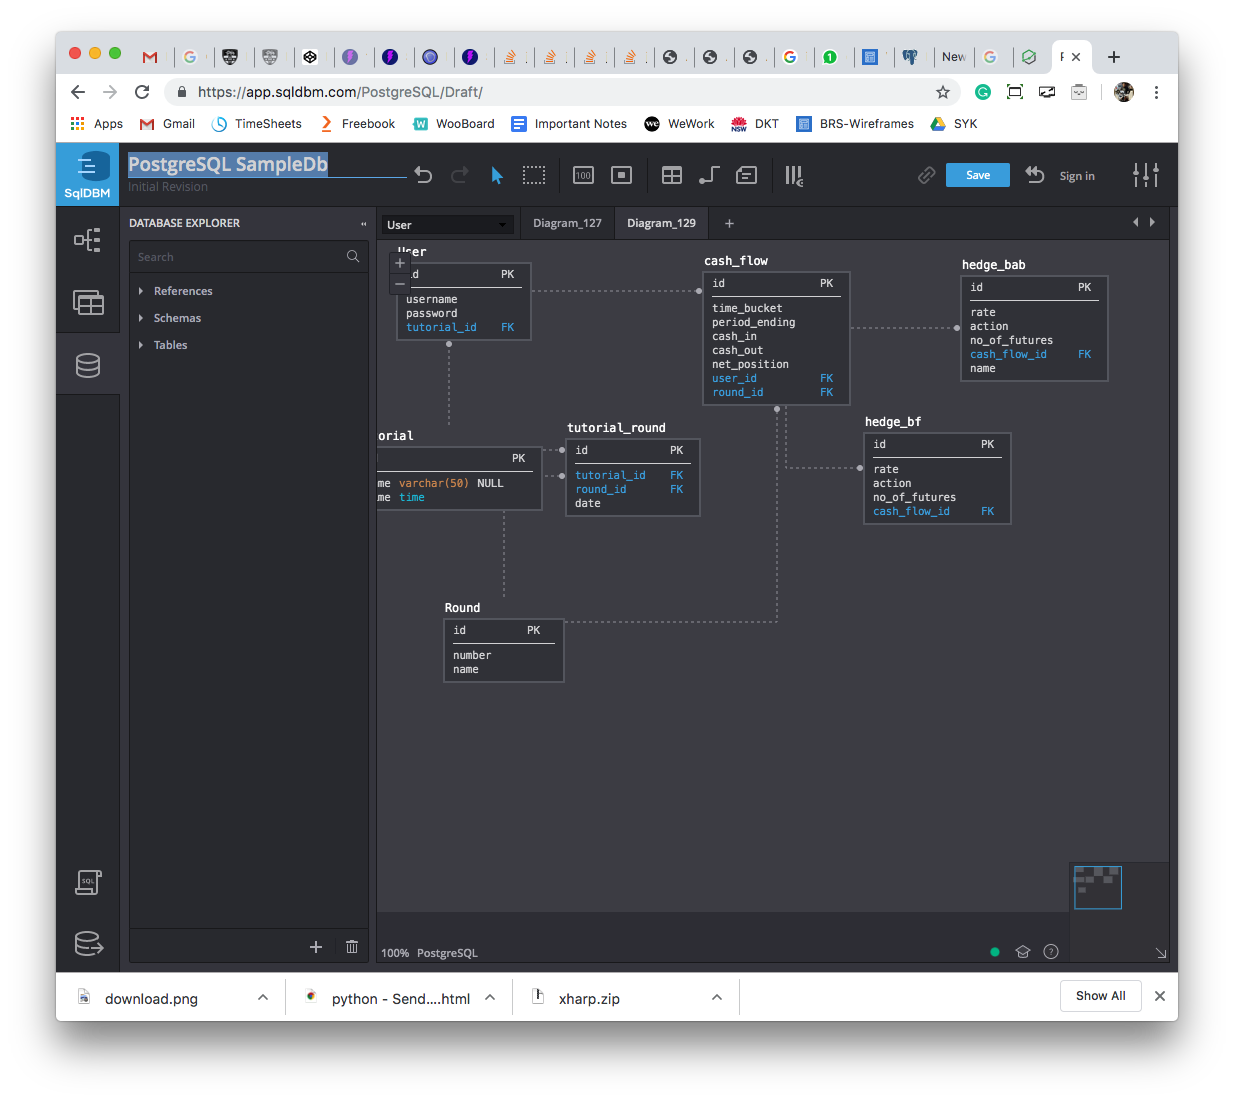 New
https://app.sqldbm.com/PostgreSQL/Draft/
Apps Gmail TimeSheets Freebook WooBoard Important Notes WeWork DKT BRS-Wireframes SYK
SqlDBM
PostgreSQL SampleDb
Initial Revision
100
Save
Sign in
DATABASE EXPLORER
Search
References
Schemas
Tables
User
Diagram_127
Diagram_129
User
id PK
username
password
tutorial_id FK
cash_flow
id PK
time_bucket
period_ending
cash_in
cash_out
net_position
user_id FK
round_id FK
hedge_bab
id PK
rate
action
no_of_futures
cash_flow_id FK
name
orial
PK
me varchar(50) NULL
me time
tutorial_round
id PK
tutorial_id FK
round_id FK
date
hedge_bf
id PK
rate
action
no_of_futures
cash_flow_id FK
Round
id PK
number
name
SQL
100% PostgreSQL
download.png
python - Send....html
xharp.zip
Show All